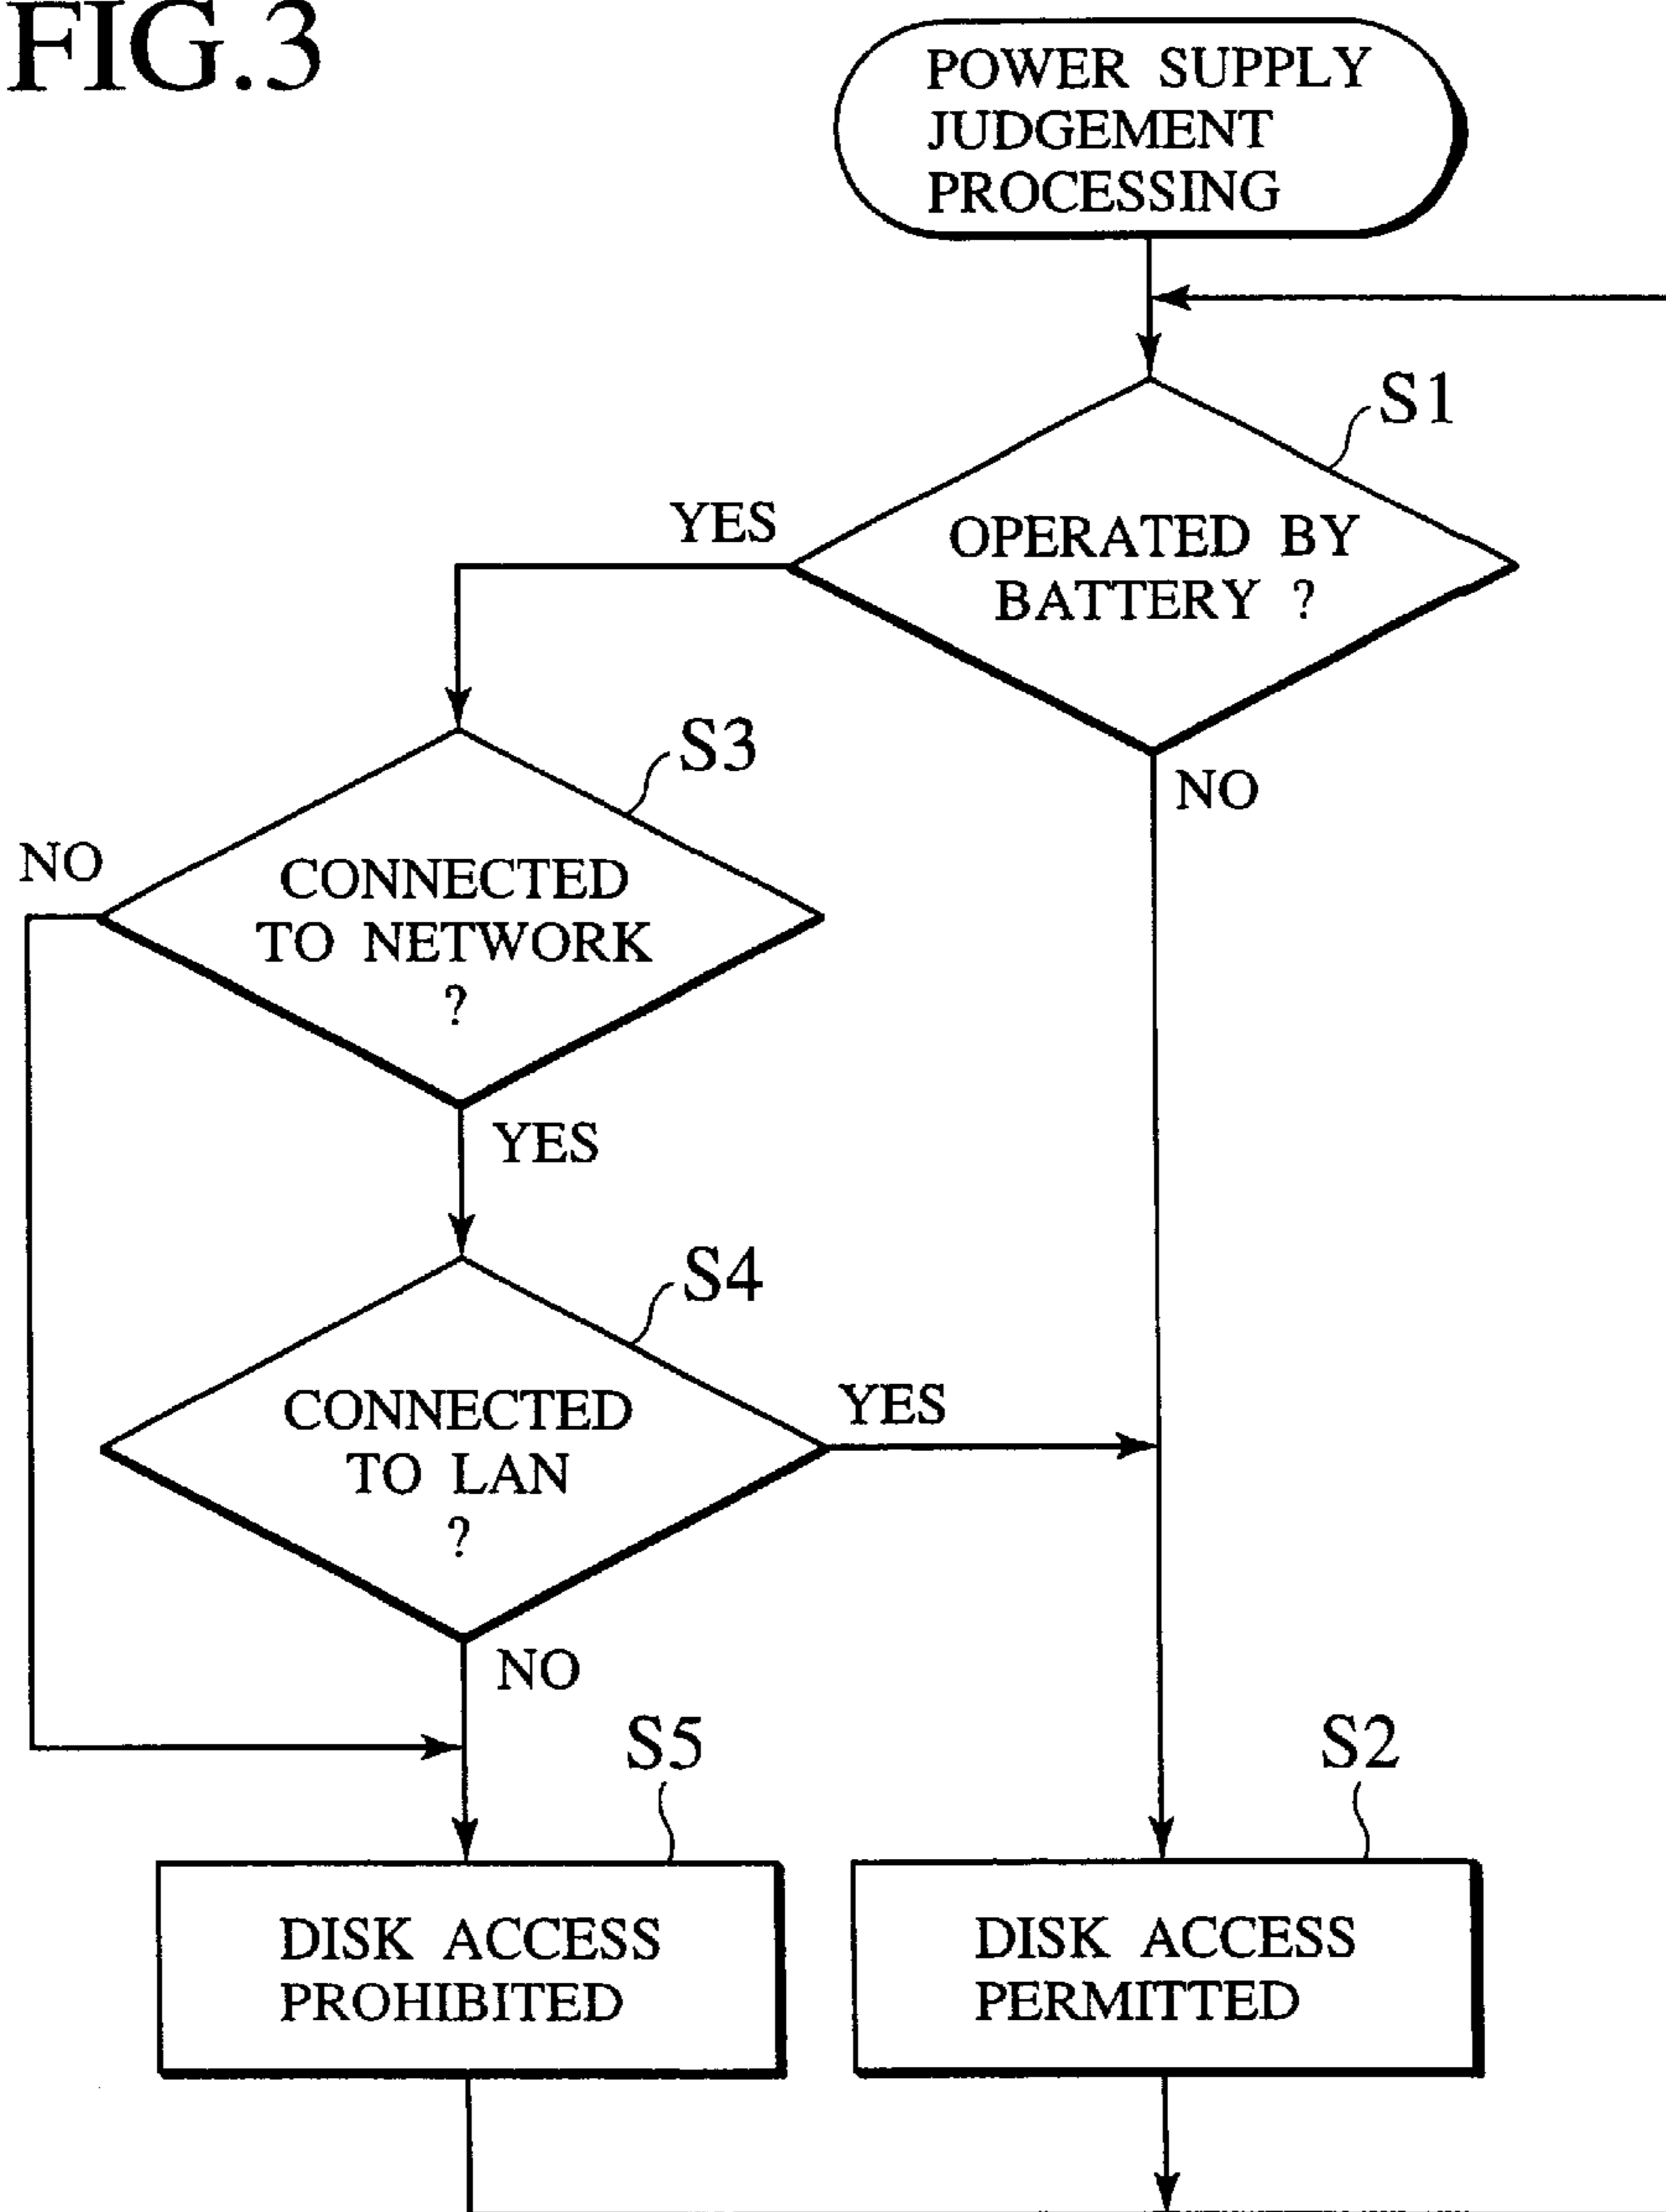 FIG.3
POWER SUPPLY
JUDGEMENT
PROCESSING
S1
YES
OPERATED BY
BATTERY ?
NO
S3
NO
CONNECTED
TO NETWORK
?
YES
S4
CONNECTED
TO LAN
?
YES
NO
S5
S2
DISK ACCESS
PROHIBITED
DISK ACCESS
PERMITTED